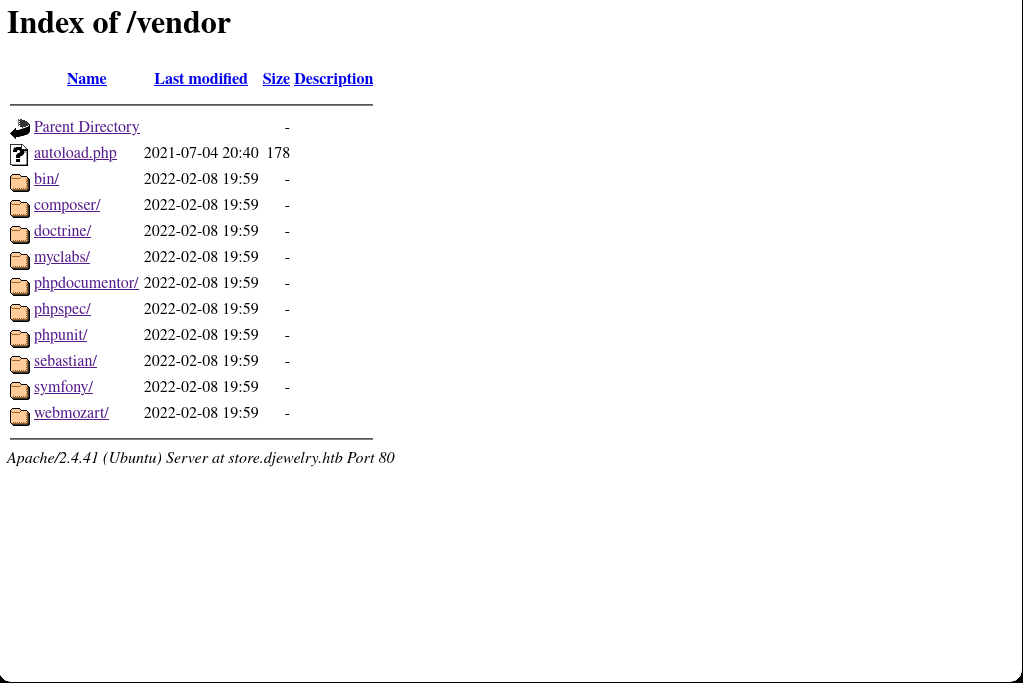 Index of /vendor
Name Last modified Size Description
Parent Directory -
autoload.php 2021-07-04 20:40 178
bin/ 2022-02-08 19:59 -
composer/ 2022-02-08 19:59 -
doctrine/ 2022-02-08 19:59 -
myclabs/ 2022-02-08 19:59 -
phpdocumentor/ 2022-02-08 19:59 -
phpspec/ 2022-02-08 19:59 -
phpunit/ 2022-02-08 19:59 -
sebastian/ 2022-02-08 19:59 -
symfony/ 2022-02-08 19:59 -
webmozart/ 2022-02-08 19:59 -
Apache/2.4.41 (Ubuntu) Server at store.djewelry.htb Port 80